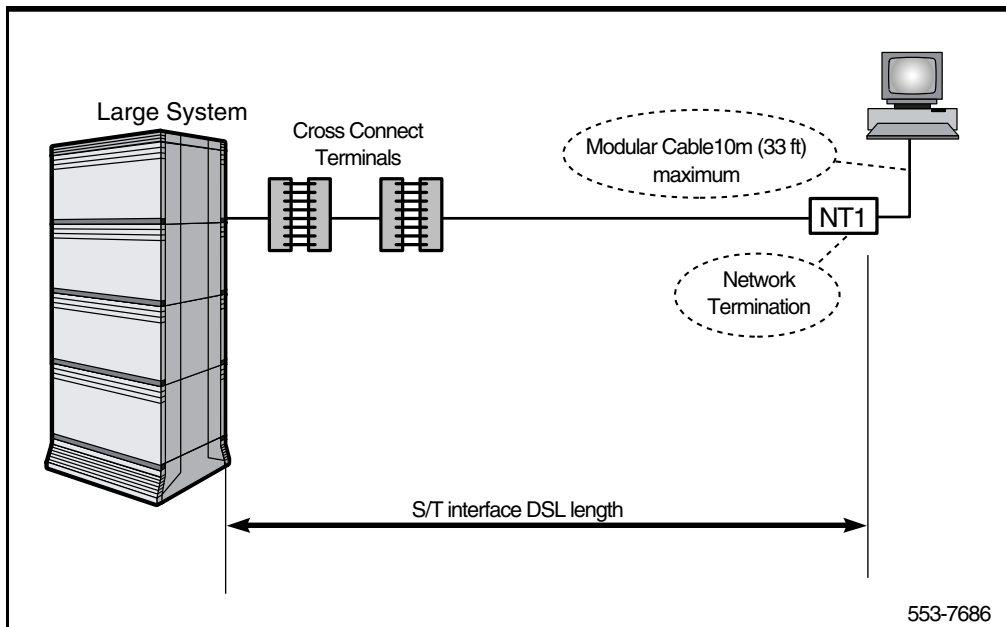 Large System
Cross Connect
Terminals
Modular Cable10m (33 ft)
maximum
NT1
Network
Termination
S/T interface DSL length
553-7686